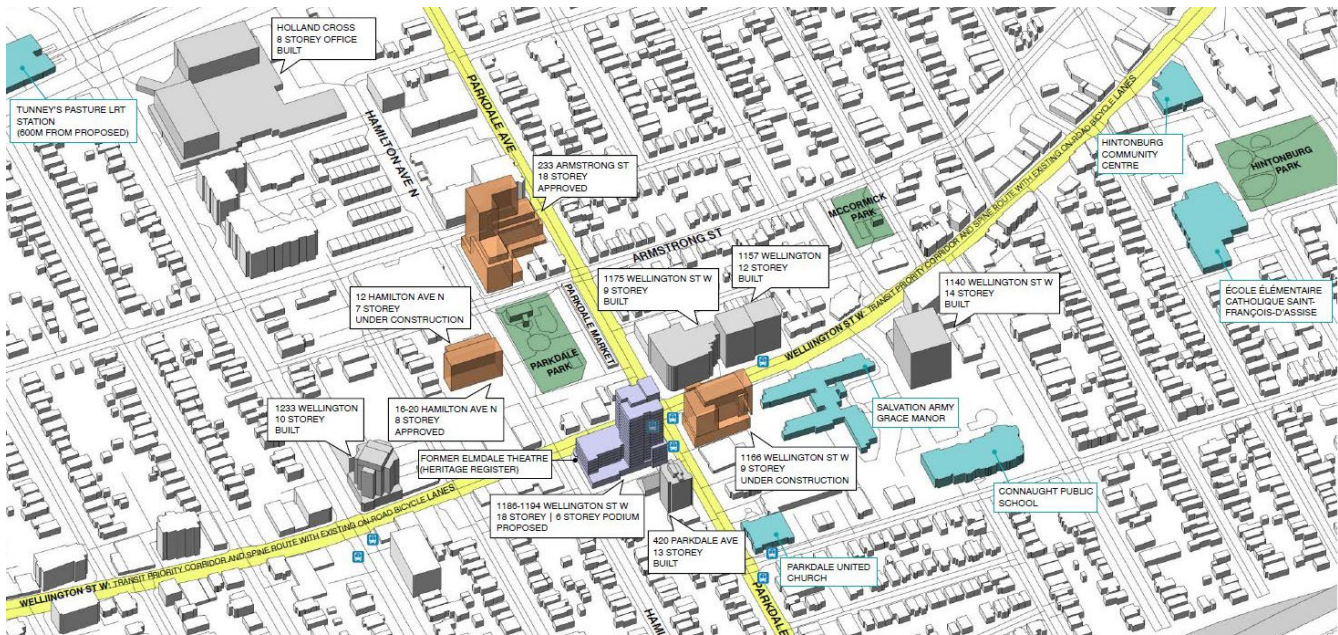 HOLLAND CROSS
8 STOREY OFFICE
BUILT
TUNNEY'S PASTURE LRT
STATION
(600M FROM PROPOSED)
HAMILTON AVE N
PARKDALE AVE
233 ARMSTRONG ST
18 STOREY
APPROVED
ARMSTRONG ST
MCCORMICK
PARK
HINTONBURG
COMMUNITY
CENTRE
HINTONBURG
PARK
ÉCOLE ÉLÉMENTAIRE
CATHOLIQUE SAINT-
FRANÇOIS-D'ASSISE
1157 WELLINGTON
12 STOREY
BUILT
1175 WELLINGTON ST W
9 STOREY
BUILT
1140 WELLINGTON ST W
14 STOREY
BUILT
12 HAMILTON AVE N
7 STOREY
UNDER CONSTRUCTION
PARKDALE
PARK
PARKDALE MARKET
WELLINGTON ST W: TRANSIT PRIORITY CORRIDOR AND SPINE ROUTE WITH EXISTING ON-ROAD BICYCLE LANES
16-20 HAMILTON AVE N
8 STOREY
APPROVED
1233 WELLINGTON
10 STOREY
BUILT
FORMER ELMDALE THEATRE
(HERITAGE REGISTER)
SALVATION ARMY
GRACE MANOR
1166 WELLINGTON ST W
9 STOREY
UNDER CONSTRUCTION
1186-1194 WELLINGTON ST W
18 STOREY | 6 STOREY PODIUM
PROPOSED
CONNAUGHT PUBLIC
SCHOOL
420 PARKDALE AVE
13 STOREY
BUILT
PARKDALE UNITED
CHURCH
WELLINGTON ST W: TRANSIT PRIORITY CORRIDOR AND SPINE ROUTE WITH EXISTING ON-ROAD BICYCLE LANES
PARKDALE